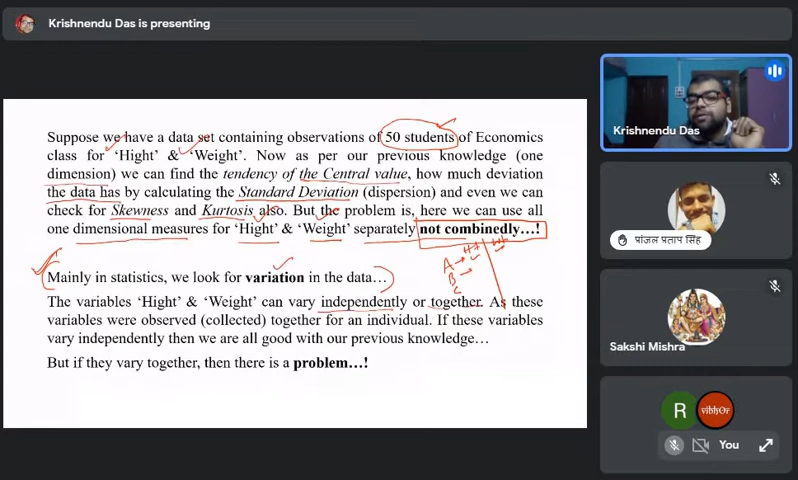 Krishnendu Das is presenting
Suppose we have a data set containing observations of 50 students of Economics
class for ‘Hight’ & ‘Weight’. Now as per our previous knowledge (one
dimension) we can find the tendency of the Central value, how much deviation
the data has by calculating the Standard Deviation (dispersion) and even we can
check for Skewness and Kurtosis also. But the problem is, here we can use all
one dimensional measures for ‘Hight’ & ‘Weight’ separately not combinedly…!
Ht Wt
A
B
C
Mainly in statistics, we look for variation in the data…
The variables ‘Hight’ & ‘Weight’ can vary independently or together. As these
variables were observed (collected) together for an individual. If these variables
vary independently then we are all good with our previous knowledge…
But if they vary together, then there is a problem…!
Krishnendu Das
प्रांजल प्रताप सिंह
Sakshi Mishra
R
vibhor
You